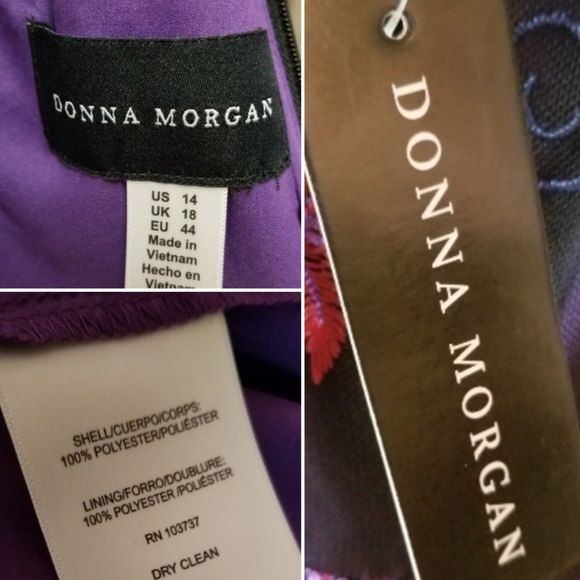 DONNA MORGAN
US 14
UK 18
EU 44
Made in
Vietnam
Hecho en
Vietnam
SHELL/CUERPO/CORPS:
100% POLYESTER/POLIÉSTER
LINING/FORRO/DOUBLURE:
100% POLYESTER /POLIÉSTER
RN 103737
DRY CLEAN
DONNA MORGAN